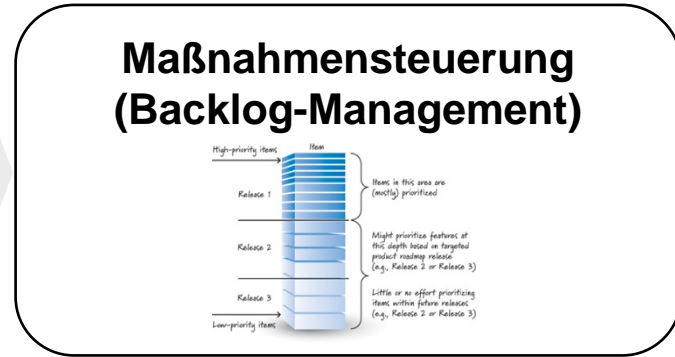 Maßnahmensteuerung
(Backlog-Management)
High-priority items
Item
Release 1
Items in this area are
(mostly) prioritized
Release 2
Might prioritize features at
this depth based on targeted
product roadmap release
(e.g., Release 2 or Release 3)
Release 3
Little or no effort prioritizing
items within future releases
(e.g., Release 2 or Release 3)
Low-priority items